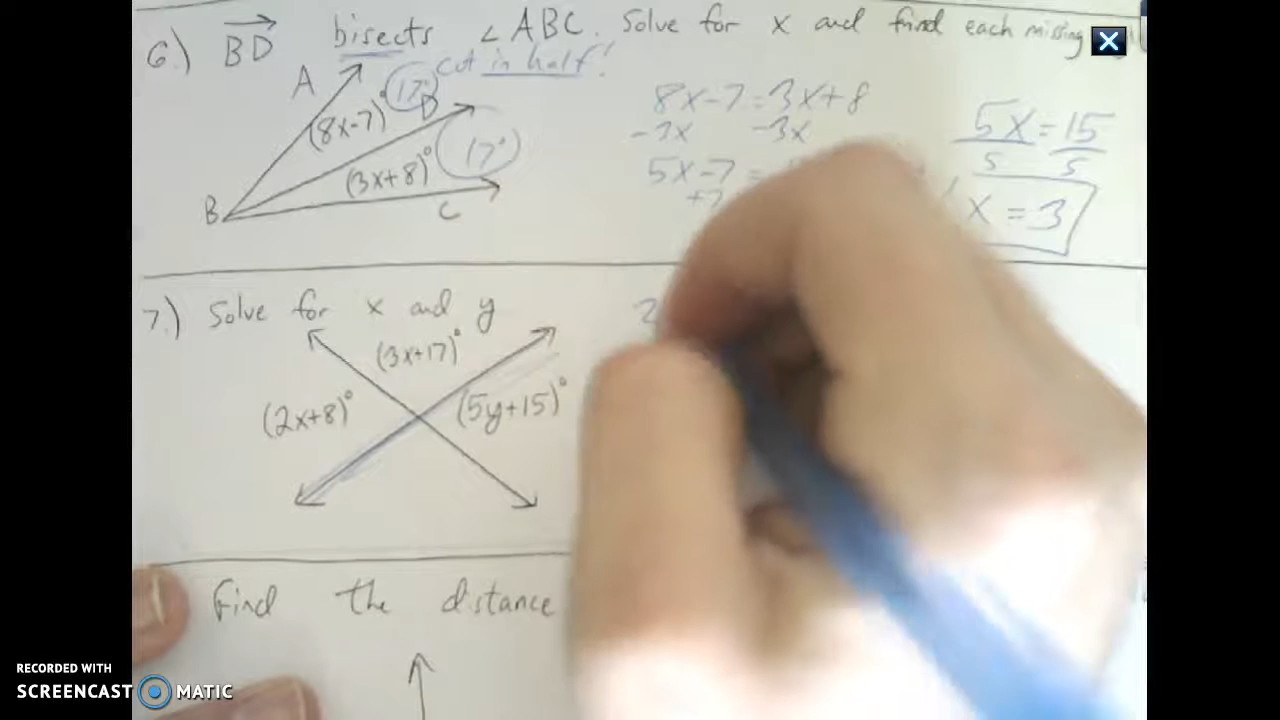 6.) BD bisects ∠ABC. Solve for x and find each missing
cut in half!
A
17°
D
(8x-7)°
17°
(3x+8)°
B
C
8x-7=3x+8
-3x -3x
5x-7=
+7
5x=15
5 5
x=3
7.) Solve for x and y
(3x+17)°
(2x+8)°
(5y+15)°
2
Find the distance
RECORDED WITH
SCREENCAST MATIC